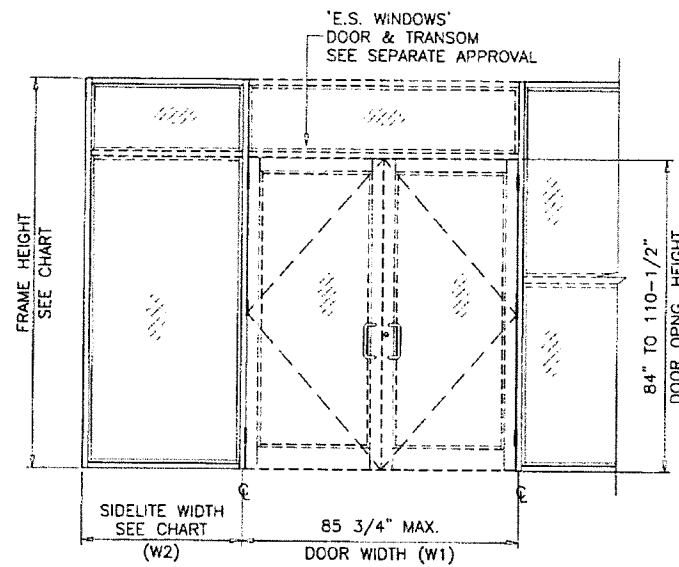 'E.S. WINDOWS'
DOOR & TRANSOM
SEE SEPARATE APPROVAL
FRAME HEIGHT
SEE CHART
84" TO 110-1/2"
DOOR OPNG. HEIGHT
SIDELITE WIDTH
SEE CHART
(W2)
℄
85 3/4" MAX.
DOOR WIDTH (W1)
℄